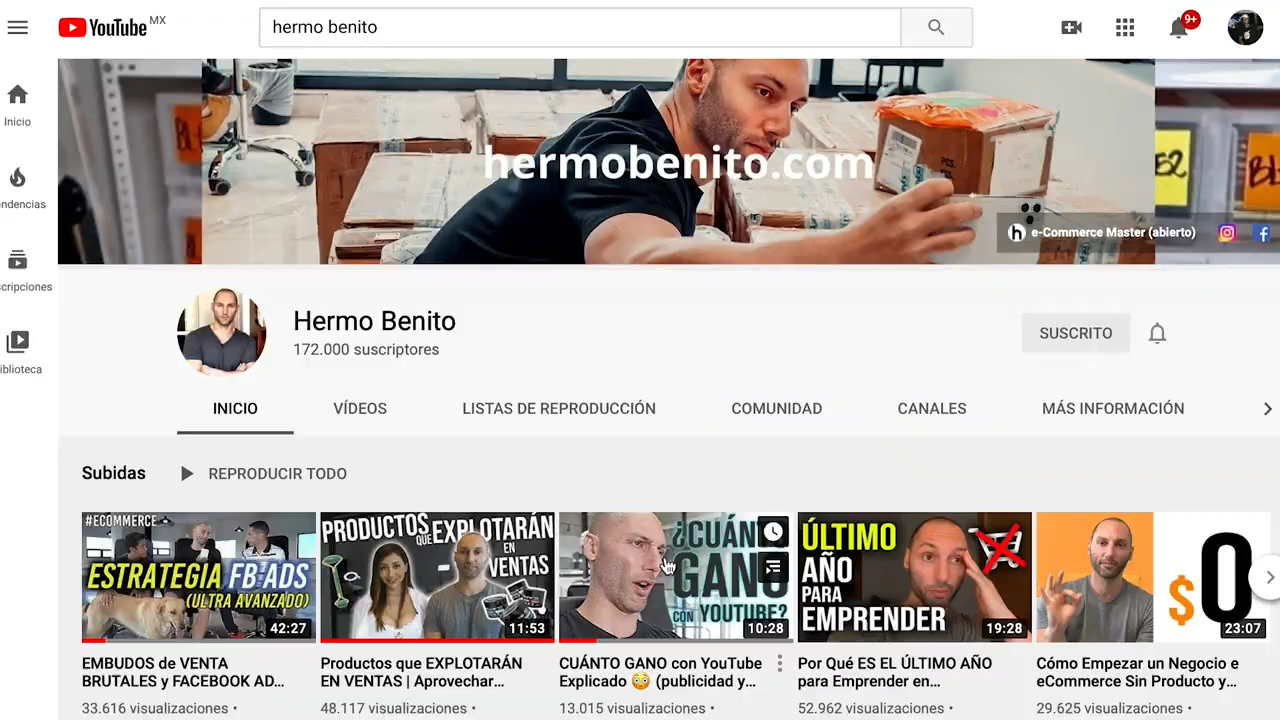 YouTube MX
hermo benito
9+
Inicio
endencias
scripciones
iblioteca
hermobenito.com
e-Commerce Master (abierto)
Hermo Benito
172.000 suscriptores
SUSCRITO
INICIO
VÍDEOS
LISTAS DE REPRODUCCIÓN
COMUNIDAD
CANALES
MÁS INFORMACIÓN
Subidas
REPRODUCIR TODO
#ECOMMERCE
ESTRATEGIA FB ADS
(ULTRA AVANZADO)
42:27
EMBUDOS de VENTA
BRUTALES y FACEBOOK AD...
33.616 visualizaciones •
PRODUCTOS QUE EXPLOTARÁN
EN
VENTAS
11:53
Productos que EXPLOTARÁN
EN VENTAS | Aprovechar...
48.117 visualizaciones •
¿CUÁN
GANO
CON YOUTUBE?
10:28
CUÁNTO GANO con YouTube
Explicado 😳 (publicidad y...
13.015 visualizaciones •
ÚLTIMO
AÑO
PARA
EMPRENDER
19:28
Por Qué ES EL ÚLTIMO AÑO
para Emprender en...
52.962 visualizaciones •
$0
23:07
Cómo Empezar un Negocio e
eCommerce Sin Producto y...
29.625 visualizaciones •